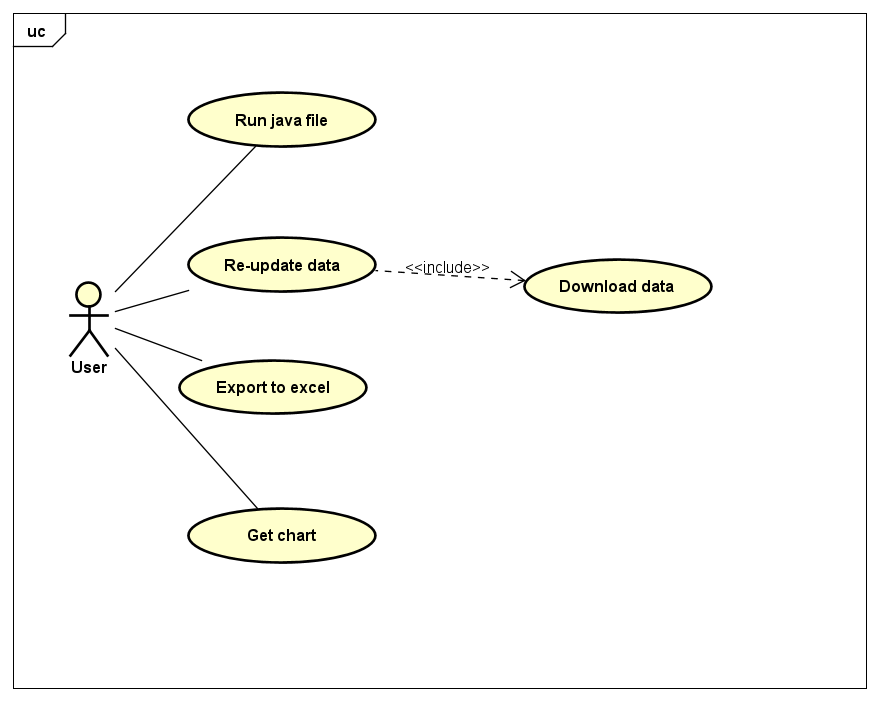 uc
Run java file
Re-update data
<<include>>
Download data
User
Export to excel
Get chart